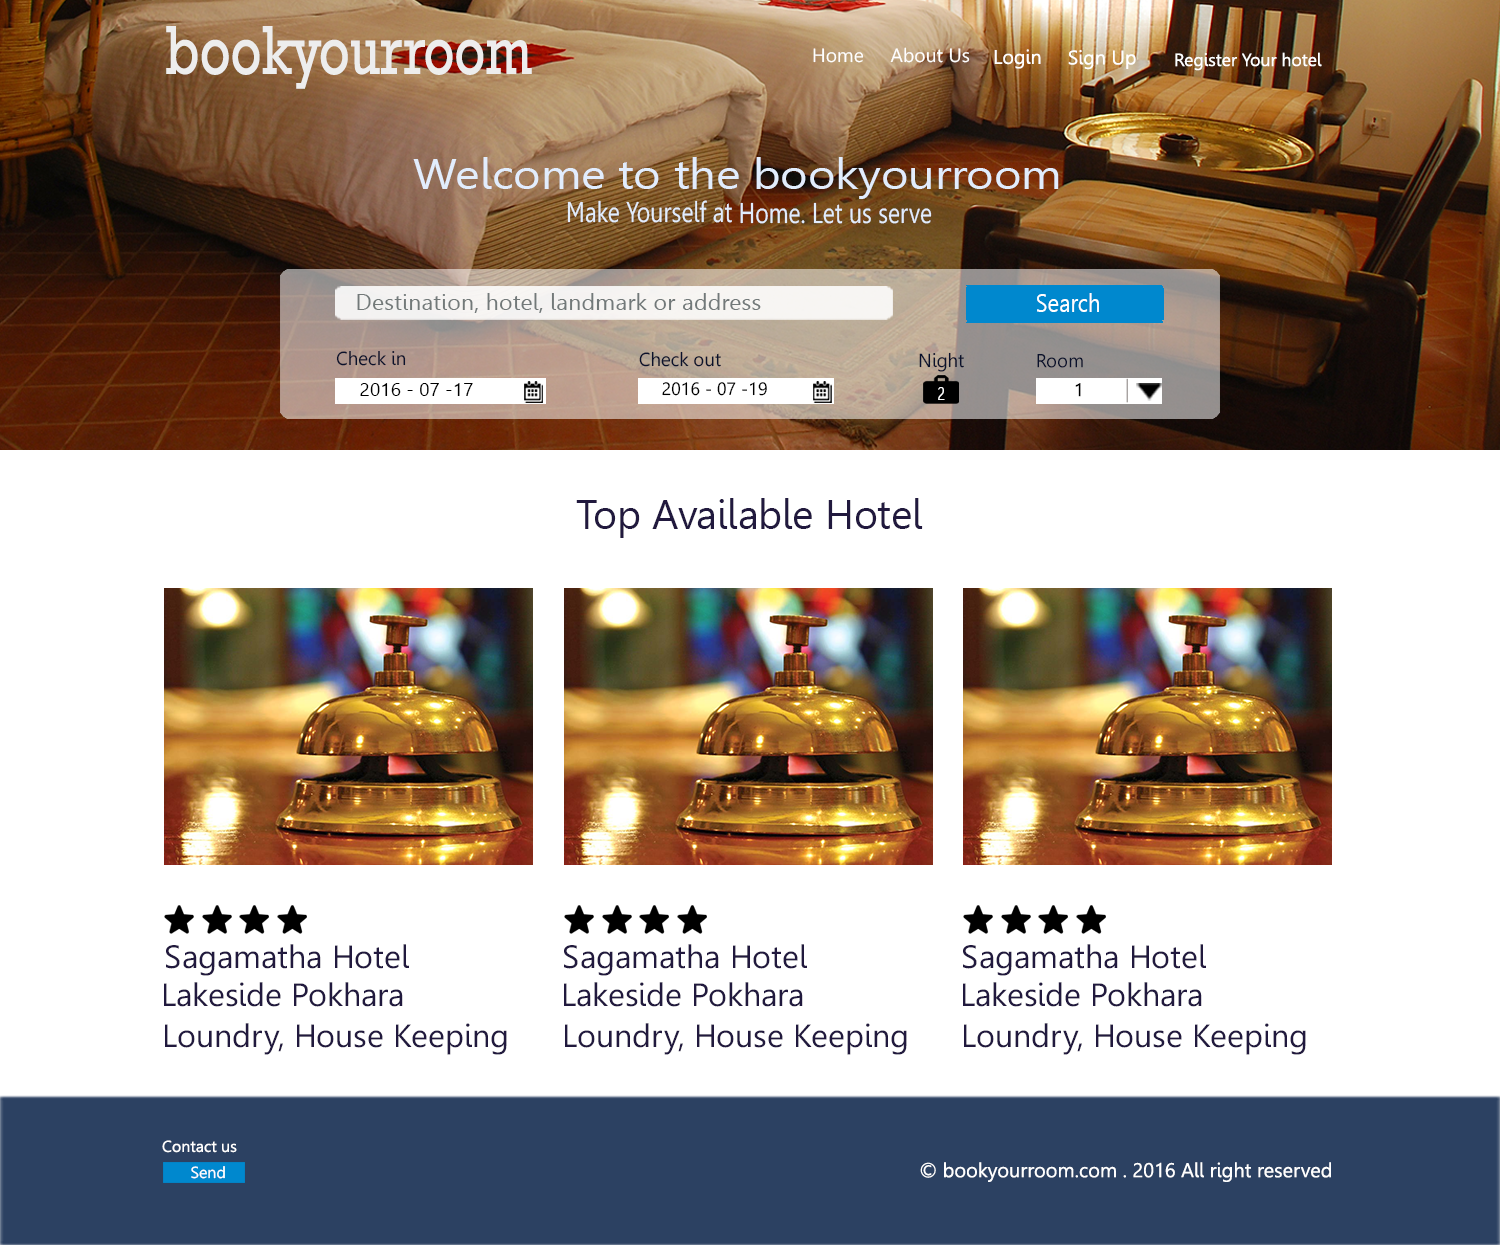 bookyourroom
Home About Us Login Sign Up Register Your hotel
Welcome to the bookyourroom
Make Yourself at Home. Let us serve
Destination, hotel, landmark or address Search
Check in Check out Night Room
2016 - 07 -17 2016 - 07 -19 2 1
Top Available Hotel
Sagamatha Hotel Sagamatha Hotel Sagamatha Hotel
Lakeside Pokhara Lakeside Pokhara Lakeside Pokhara
Loundry, House Keeping Loundry, House Keeping Loundry, House Keeping
Contact us
Send
© bookyourroom.com . 2016 All right reserved